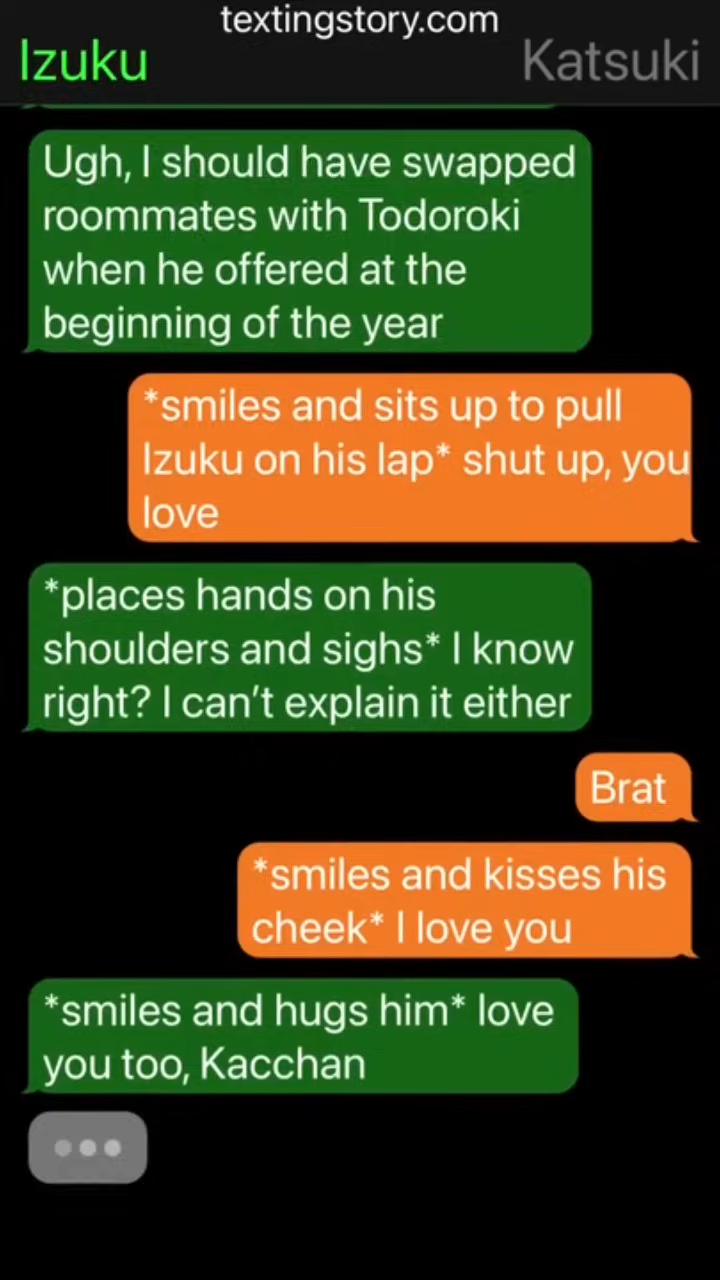 textingstory.com
Izuku
Katsuki
Ugh, I should have swapped
roommates with Todoroki
when he offered at the
beginning of the year
*smiles and sits up to pull
Izuku on his lap* shut up, you
love
*places hands on his
shoulders and sighs* I know
right? I can't explain it either
Brat
*smiles and kisses his
cheek* I love you
*smiles and hugs him* love
you too, Kacchan